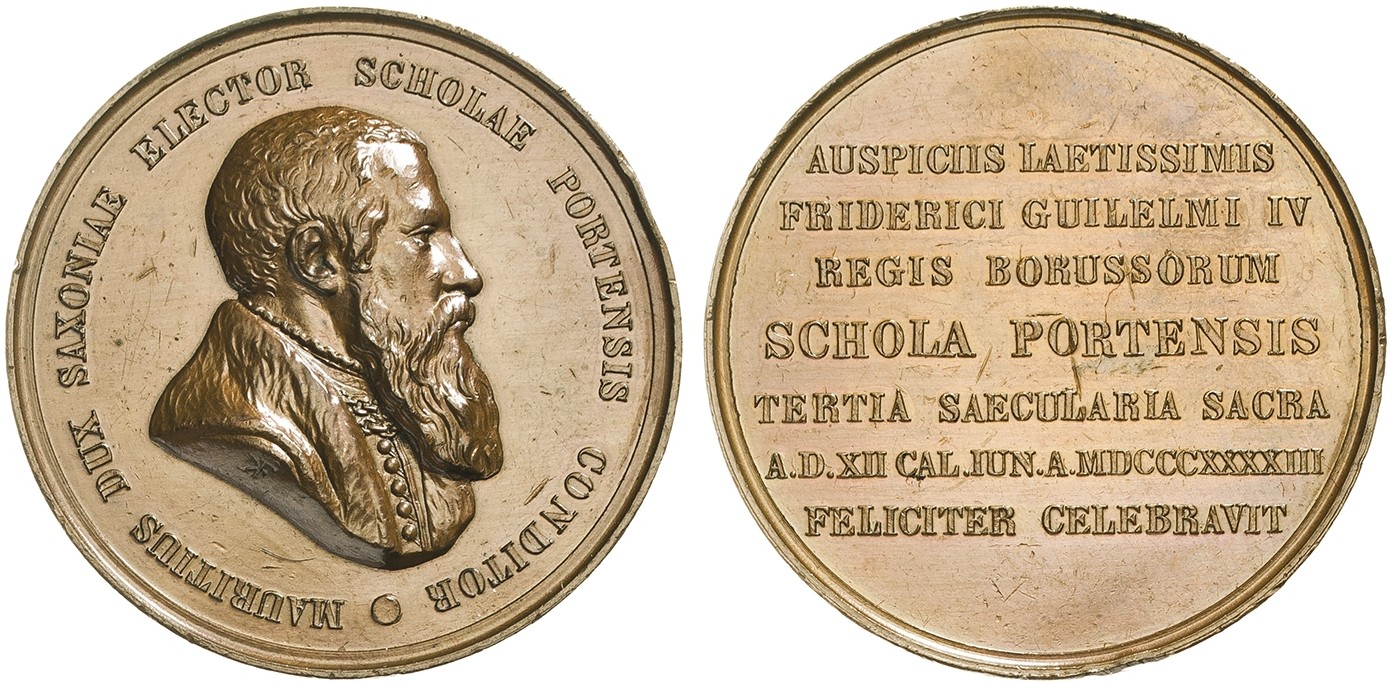 MAURITIUS DUX SAXONIAE ELECTOR SCHOLAE PORTENSIS CONDITOR
AUSPICIIS LAETISSIMIS
FRIDERICI GUILELMI IV
REGIS BORUSSORUM
SCHOLA PORTENSIS
TERTIA SAECULARIA SACRA
A.D.XII CAL.IUN.A.MDCCCXXXXIII
FELICITER CELEBRAVIT